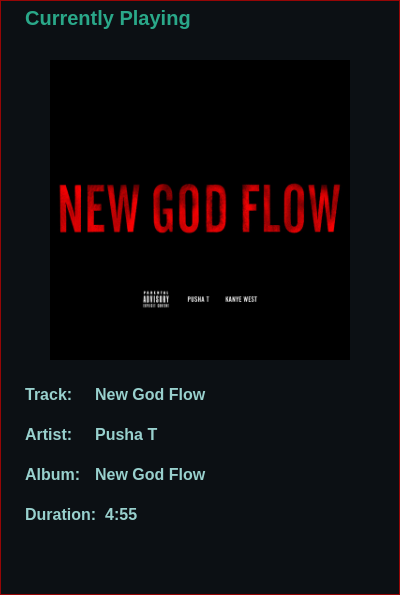 Currently Playing
NEW GOD FLOW
PARENTAL
ADVISORY
EXPLICIT CONTENT
PUSHA T KANYE WEST
Track: New God Flow
Artist: Pusha T
Album: New God Flow
Duration: 4:55